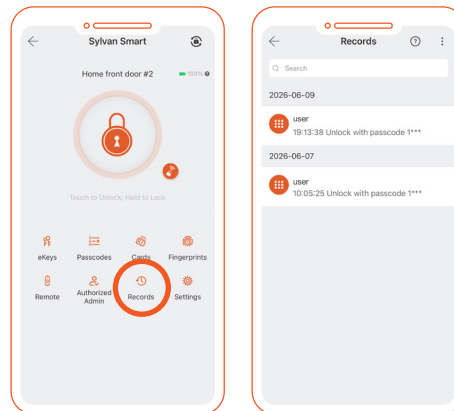 Sylvan Smart
Home front door #2
100%
Touch to Unlock, Hold to Lock
eKeys Passcodes Cards Fingerprints
Remote Authorized Admin Records Settings
Records
Search
2026-06-09
user
19:13:38 Unlock with passcode 1***
2026-06-07
user
10:05:25 Unlock with passcode 1***